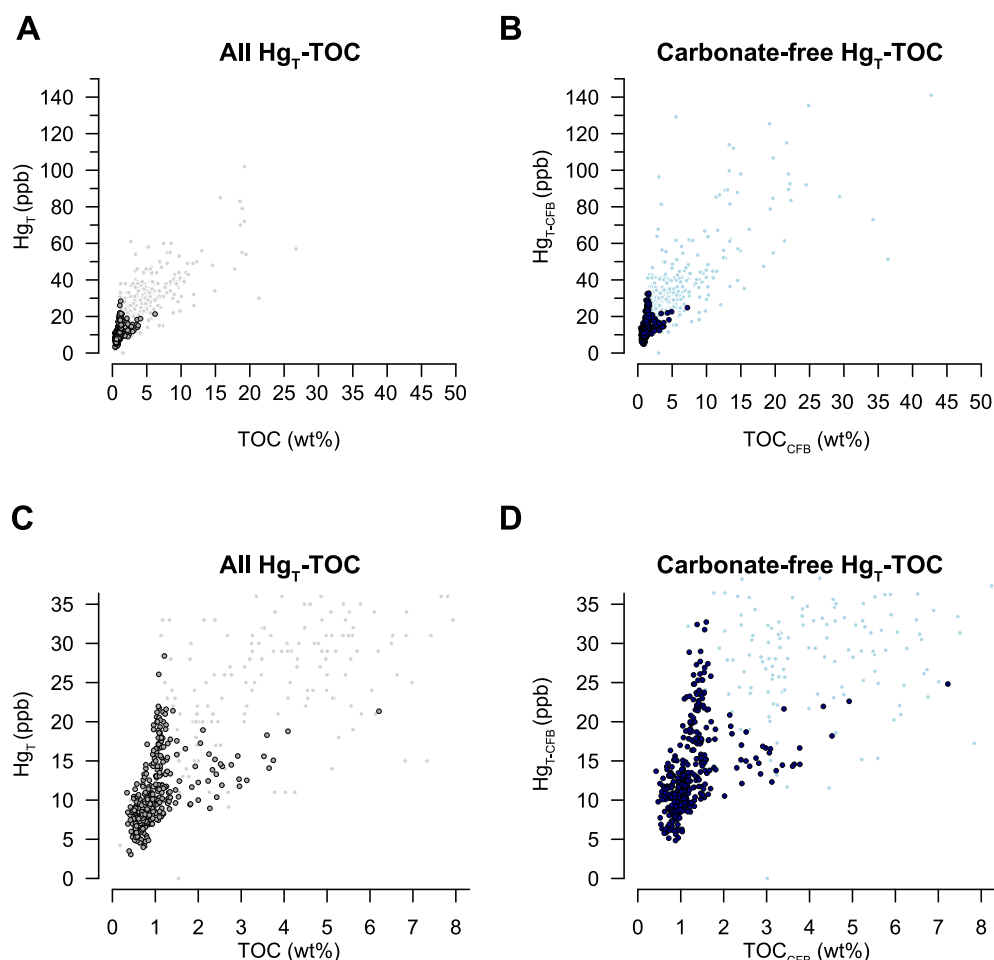 A
All Hg_T-TOC
Hg_T (ppb)
140
120
100
80
60
40
20
0
0 5 10 15 20 25 30 35 40 45 50
TOC (wt%)
B
Carbonate-free Hg_T-TOC
Hg_T-CFB (ppb)
140
120
100
80
60
40
20
0
0 5 10 15 20 25 30 35 40 45 50
TOC_CFB (wt%)
C
All Hg_T-TOC
Hg_T (ppb)
35
30
25
20
15
10
5
0
0 1 2 3 4 5 6 7 8
TOC (wt%)
D
Carbonate-free Hg_T-TOC
Hg_T-CFB (ppb)
35
30
25
20
15
10
5
0
0 1 2 3 4 5 6 7 8
TOC_CFB (wt%)